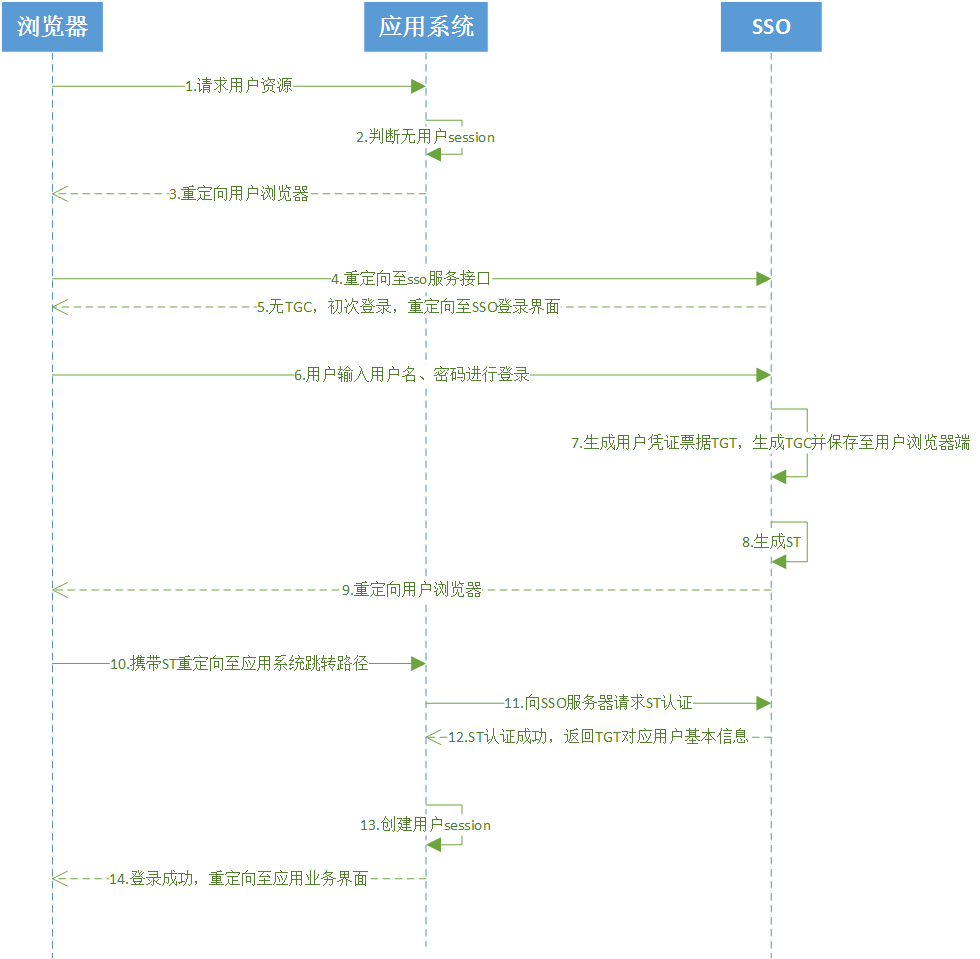 浏览器
应用系统
SSO
1.请求用户资源
2.判断无用户session
3.重定向用户浏览器
4.重定向至sso服务接口
5.无TGC，初次登录，重定向至SSO登录界面
6.用户输入用户名、密码进行登录
7.生成用户凭证票据TGT，生成TGC并保存至用户浏览器端
8.生成ST
9.重定向用户浏览器
10.携带ST重定向至应用系统跳转路径
11.向SSO服务器请求ST认证
12.ST认证成功，返回TGT对应用户基本信息
13.创建用户session
14.登录成功，重定向至应用业务界面